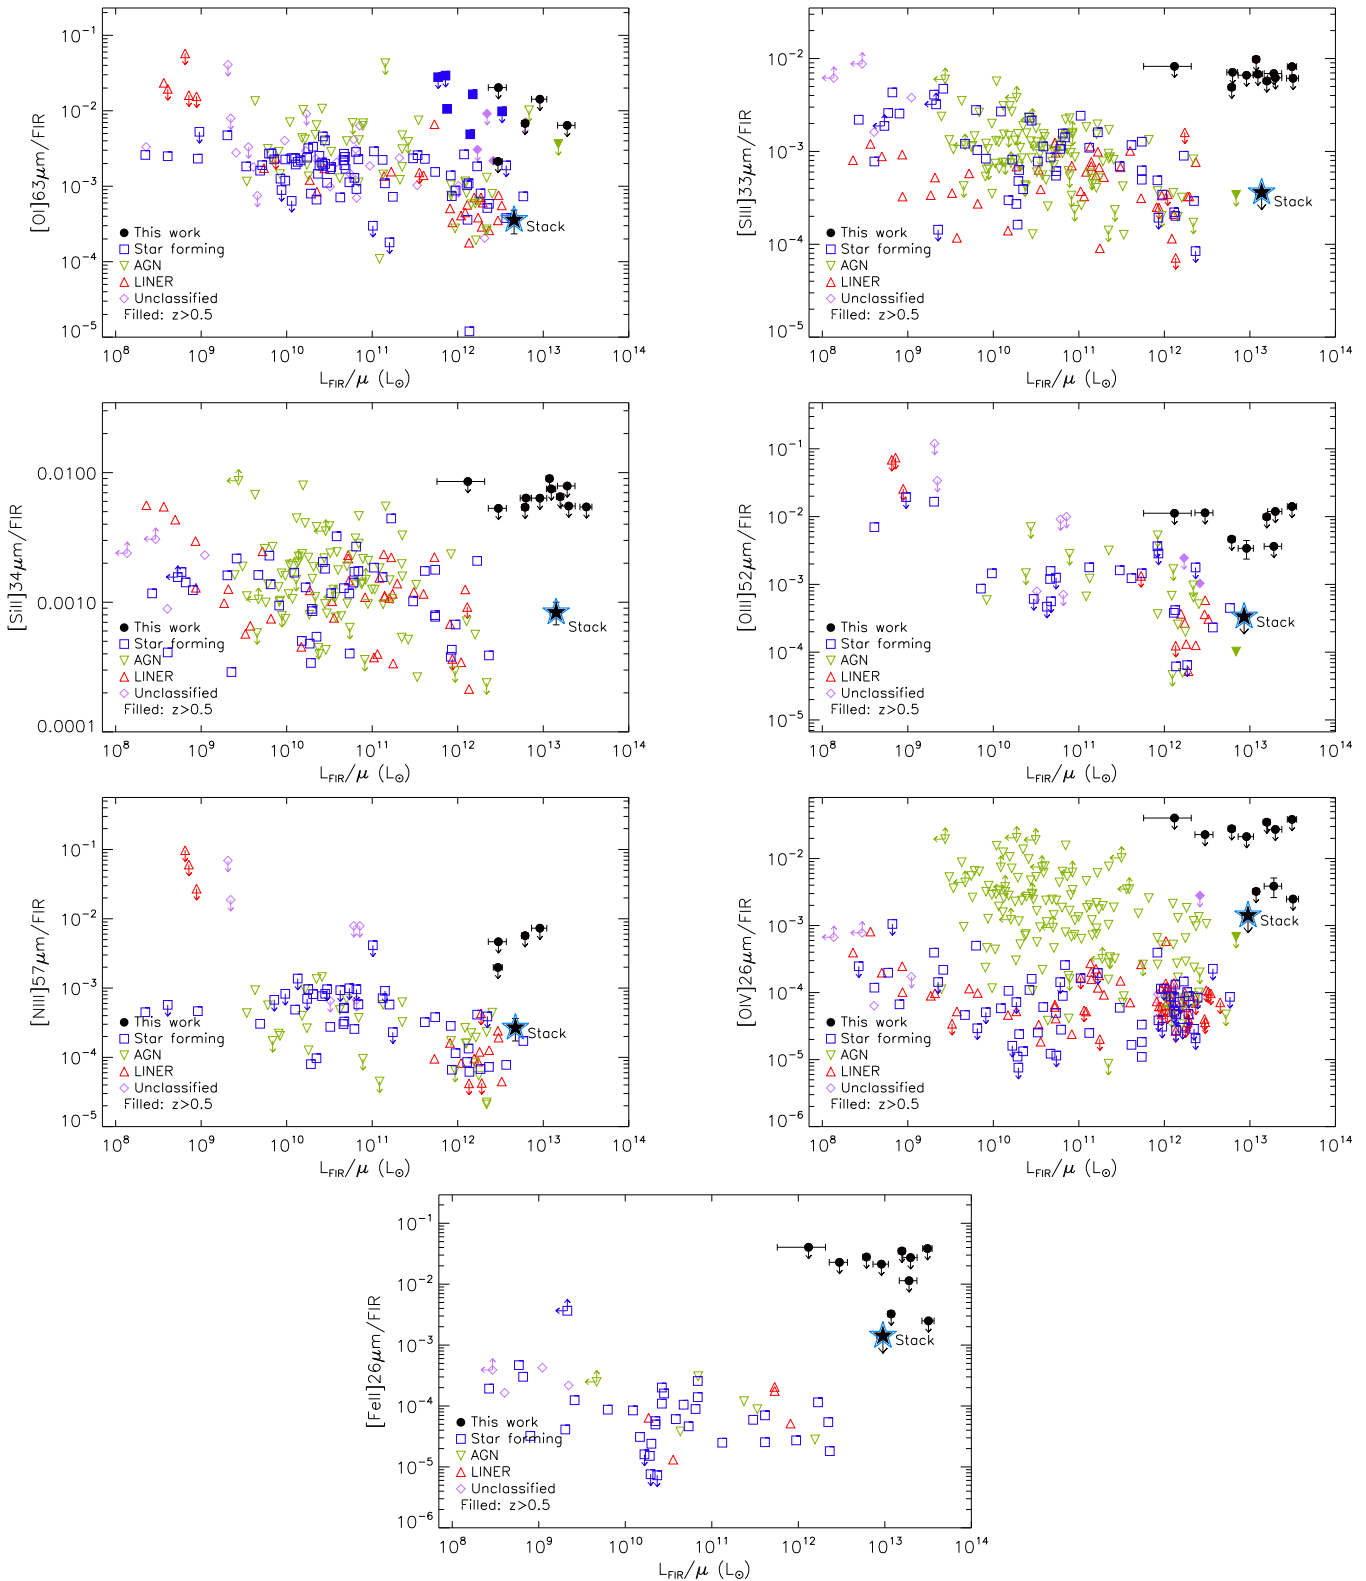 10⁻¹
10⁻²
10⁻³
10⁻⁴
10⁻⁵
[OI]63μm/FIR
This work
Star forming
AGN
LINER
Unclassified
Filled: z>0.5
Stack
10⁸ 10⁹ 10¹⁰ 10¹¹ 10¹² 10¹³ 10¹⁴
L_FIR/μ (L⊙)
10⁻²
10⁻³
10⁻⁴
10⁻⁵
[SIII]33μm/FIR
This work
Star forming
AGN
LINER
Unclassified
Filled: z>0.5
Stack
10⁸ 10⁹ 10¹⁰ 10¹¹ 10¹² 10¹³ 10¹⁴
L_FIR/μ (L⊙)
0.0100
0.0010
0.0001
[SiII]34μm/FIR
This work
Star forming
AGN
LINER
Unclassified
Filled: z>0.5
Stack
10⁸ 10⁹ 10¹⁰ 10¹¹ 10¹² 10¹³ 10¹⁴
L_FIR/μ (L⊙)
10⁻¹
10⁻²
10⁻³
10⁻⁴
10⁻⁵
[OIII]52μm/FIR
This work
Star forming
AGN
LINER
Unclassified
Filled: z>0.5
Stack
10⁸ 10⁹ 10¹⁰ 10¹¹ 10¹² 10¹³ 10¹⁴
L_FIR/μ (L⊙)
10⁻¹
10⁻²
10⁻³
10⁻⁴
10⁻⁵
[NIII]57μm/FIR
This work
Star forming
AGN
LINER
Unclassified
Filled: z>0.5
Stack
10⁸ 10⁹ 10¹⁰ 10¹¹ 10¹² 10¹³ 10¹⁴
L_FIR/μ (L⊙)
10⁻²
10⁻³
10⁻⁴
10⁻⁵
10⁻⁶
[OIV]26μm/FIR
This work
Star forming
AGN
LINER
Unclassified
Filled: z>0.5
Stack
10⁸ 10⁹ 10¹⁰ 10¹¹ 10¹² 10¹³ 10¹⁴
L_FIR/μ (L⊙)
10⁻¹
10⁻²
10⁻³
10⁻⁴
10⁻⁵
10⁻⁶
[FeII]26μm/FIR
This work
Star forming
AGN
LINER
Unclassified
Filled: z>0.5
Stack
10⁸ 10⁹ 10¹⁰ 10¹¹ 10¹² 10¹³ 10¹⁴
L_FIR/μ (L⊙)